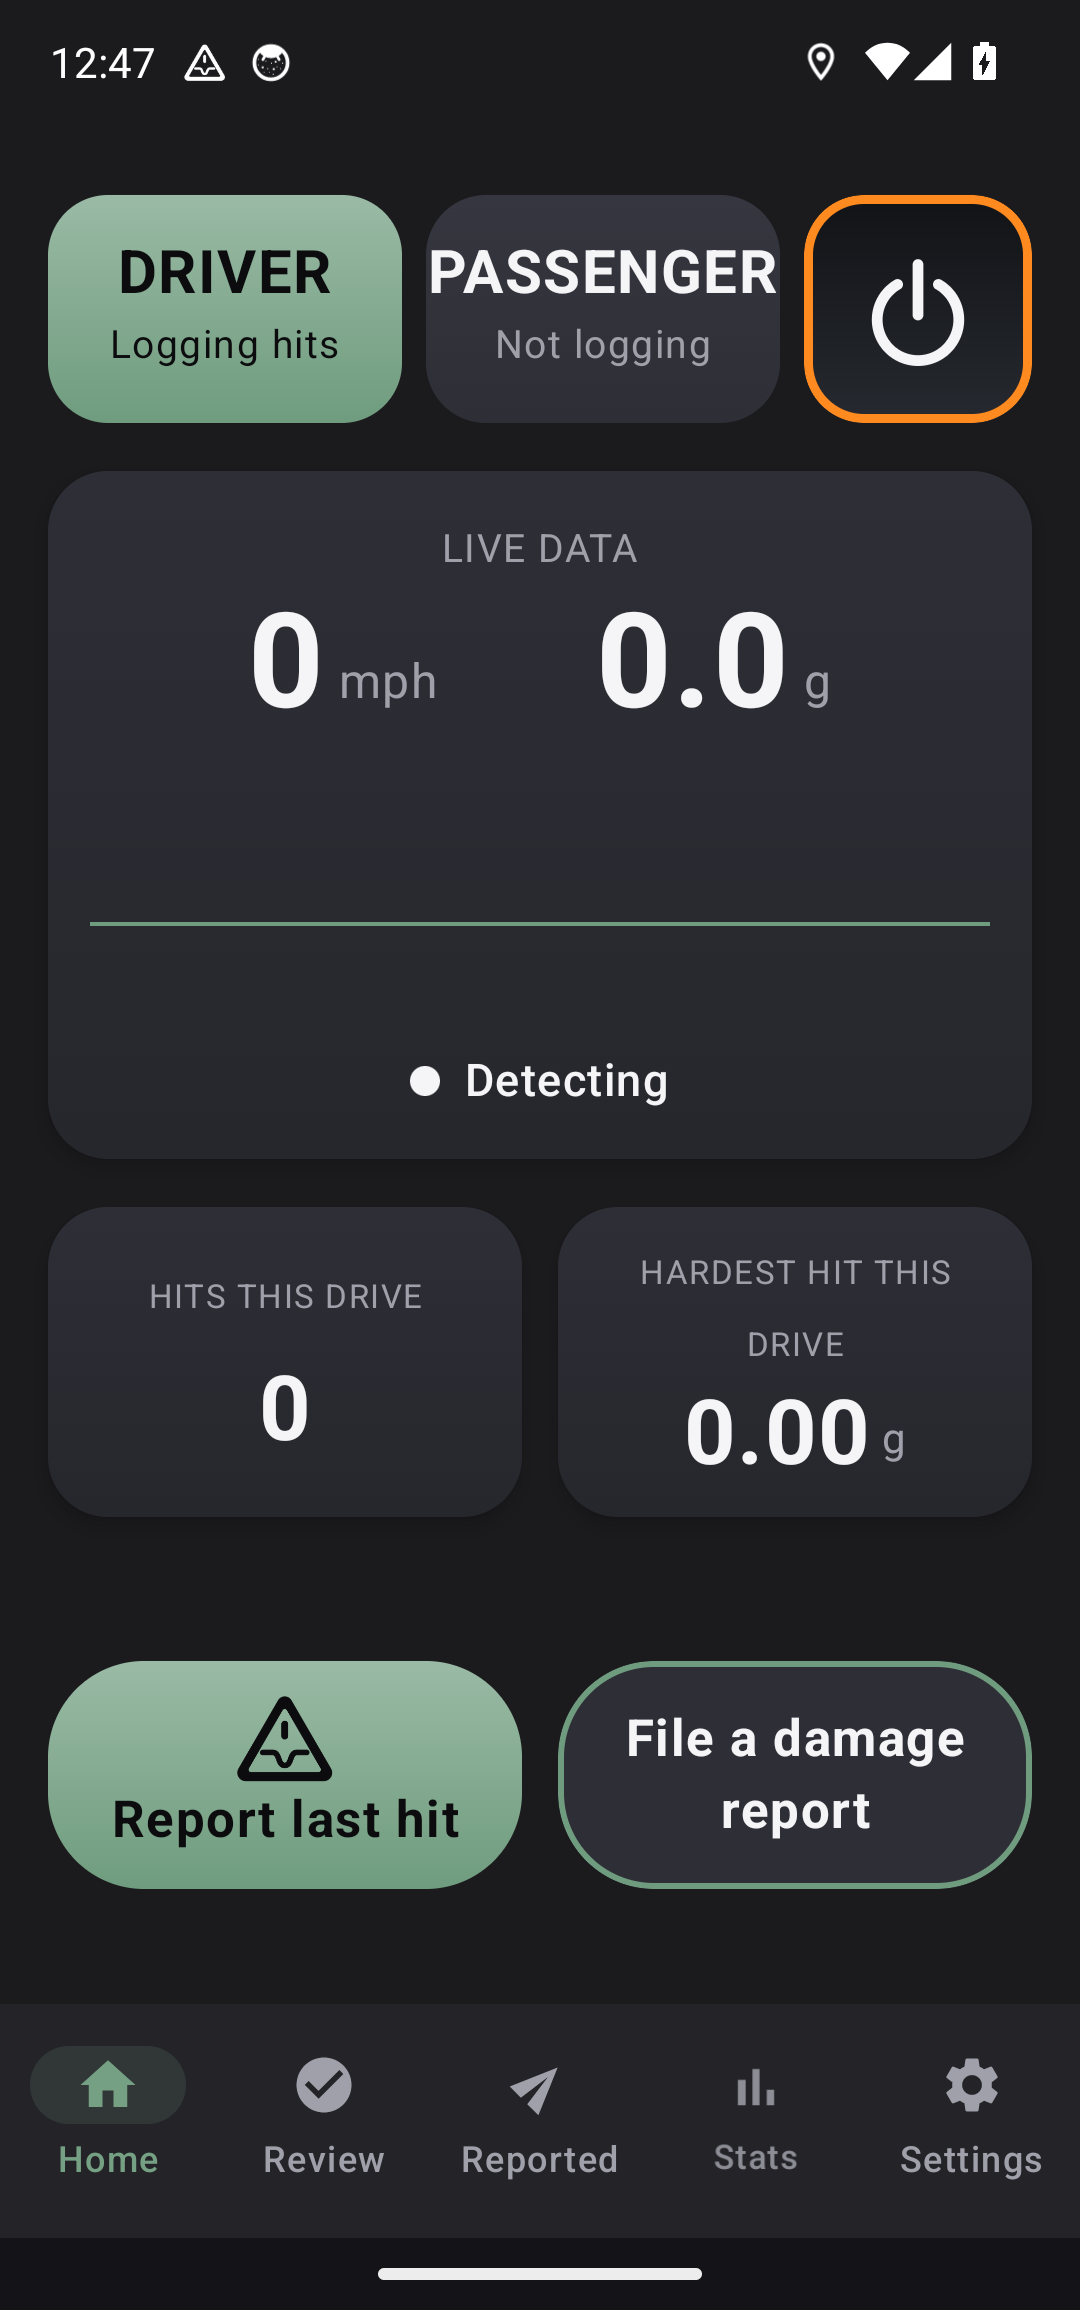 12:47
DRIVER
Logging hits
PASSENGER
Not logging
LIVE DATA
0 mph
0.0 g
Detecting
HITS THIS DRIVE
0
HARDEST HIT THIS
DRIVE
0.00 g
Report last hit
File a damage
report
Home
Review
Reported
Stats
Settings